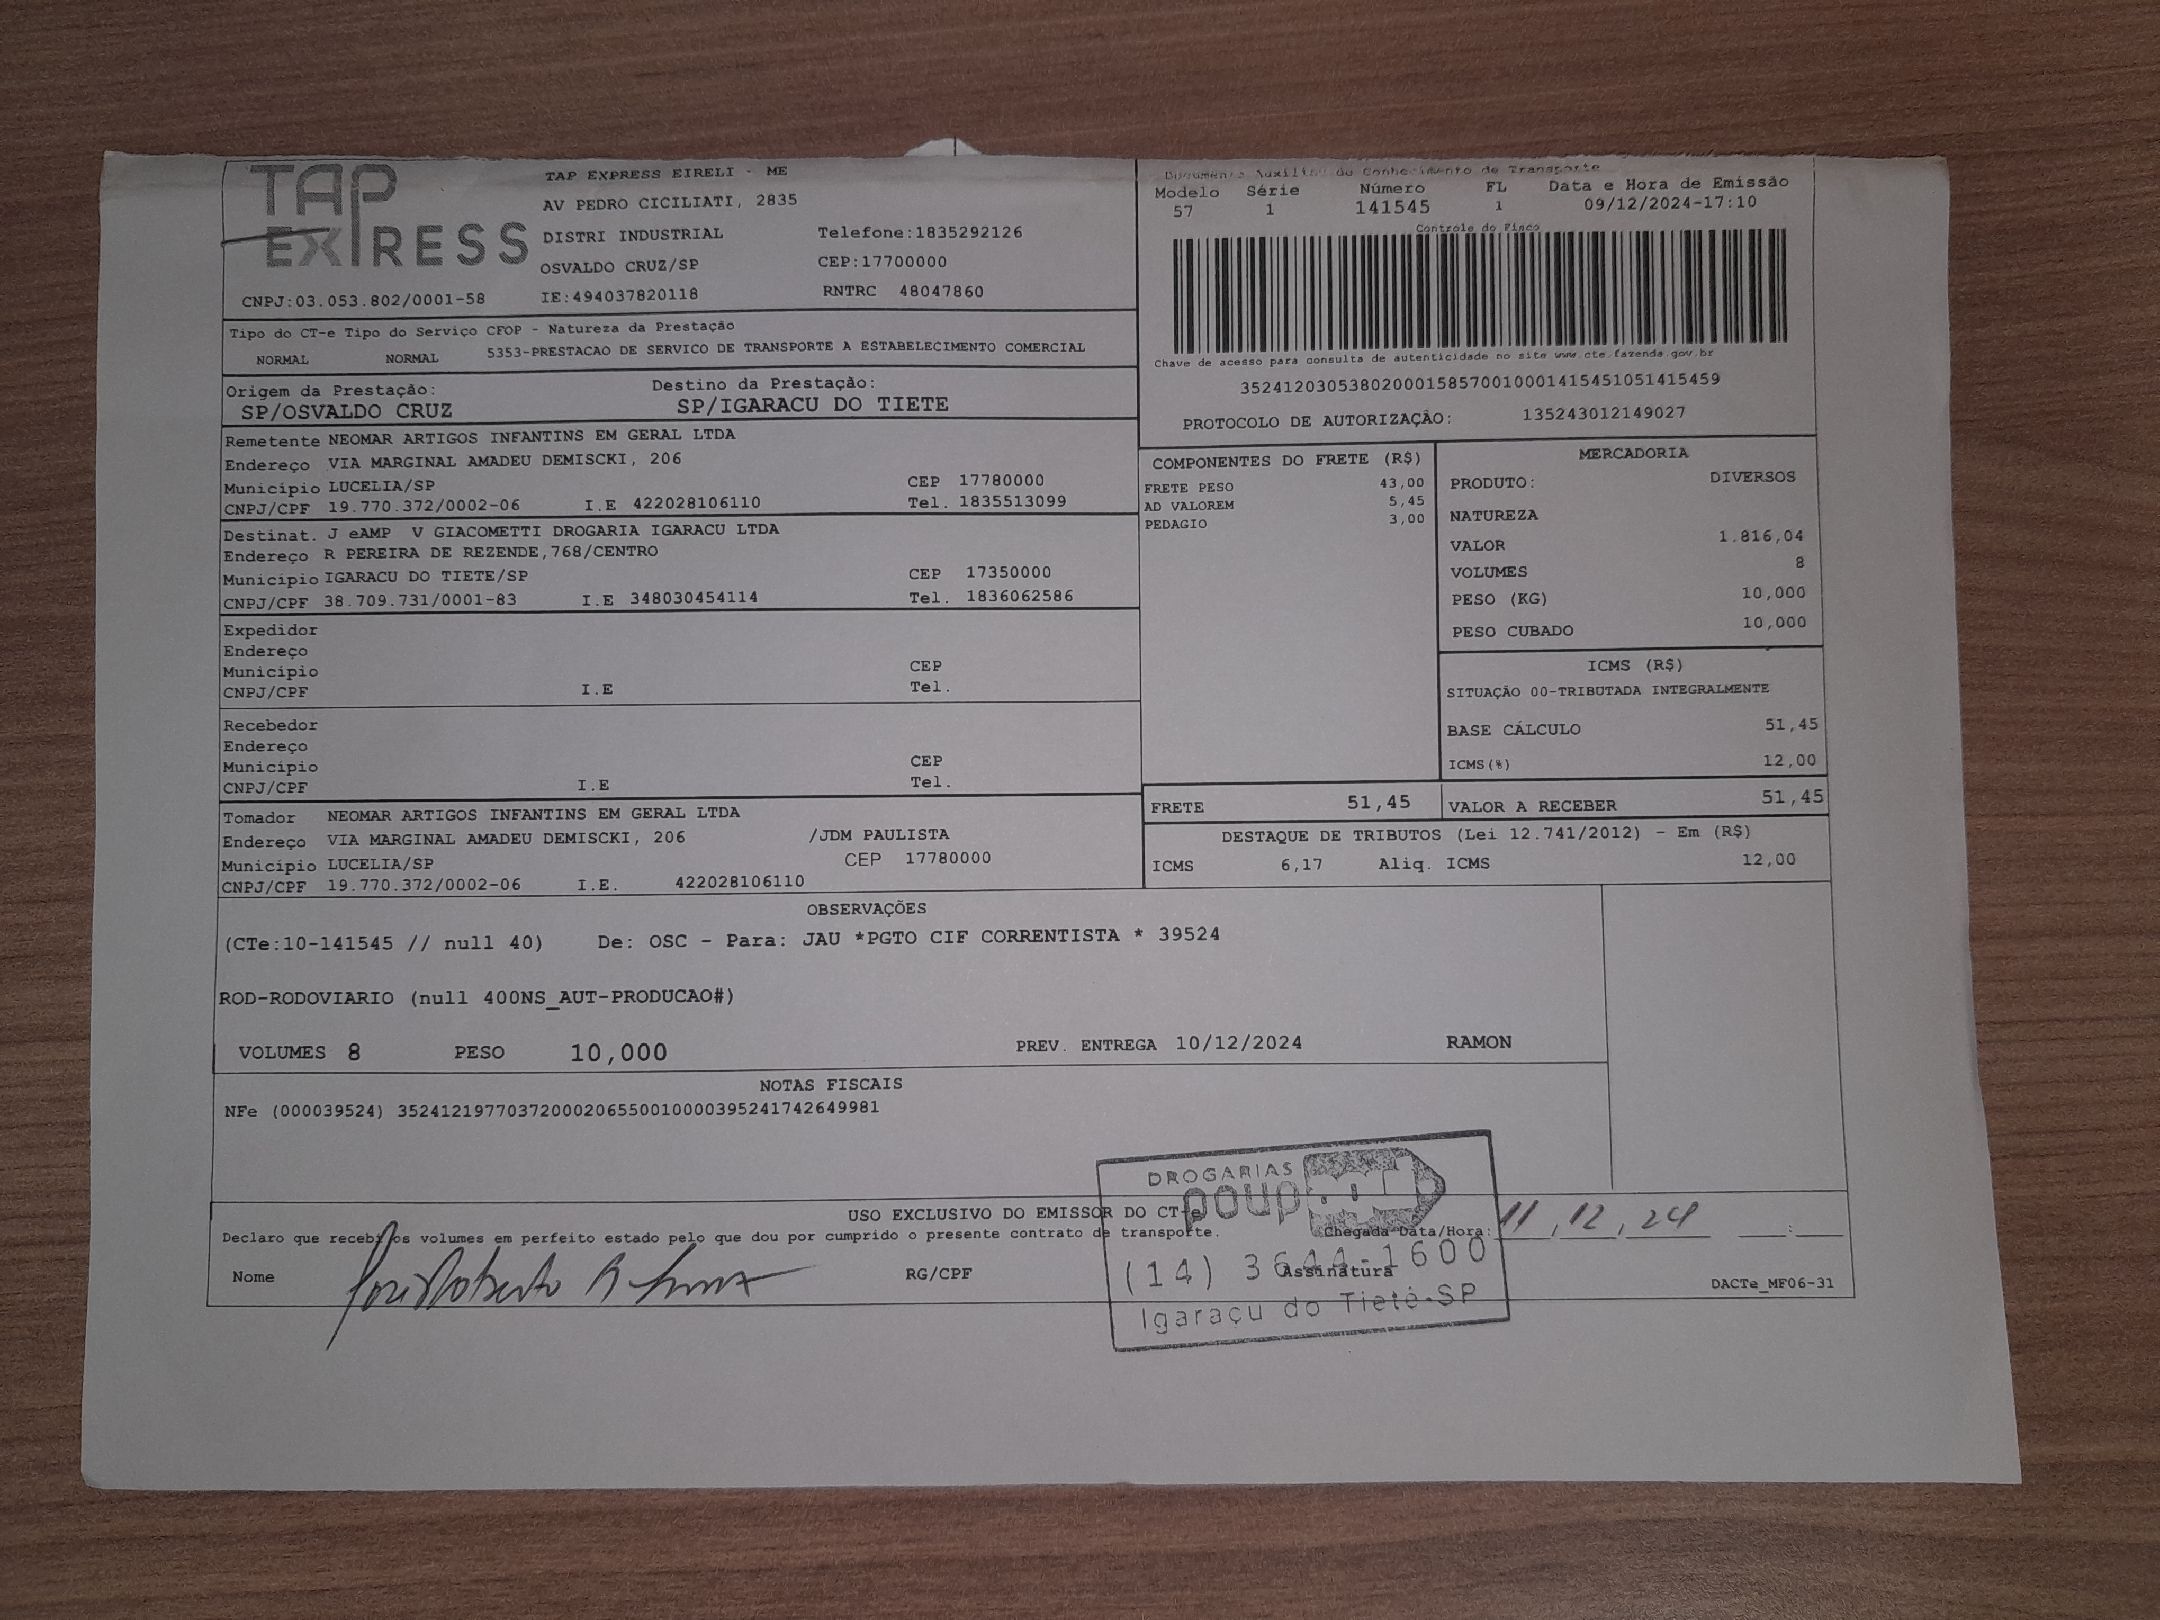 TAP EXPRESS
TAP EXPRESS EIRELI - ME
AV PEDRO CICILIATI, 2835
DISTRI INDUSTRIAL Telefone:1835292126
OSVALDO CRUZ/SP CEP:17700000
CNPJ:03.053.802/0001-58 IE:494037820118 RNTRC 48047860
Documento Auxiliar do Conhecimento de Transporte
Modelo Série Número FL Data e Hora de Emissão
57 1 141545 1 09/12/2024-17:10
Controle do Fisco
Chave de acesso para consulta de autenticidade no site www.cte.fazenda.gov.br
35241203053802000158570010001415451051415459
PROTOCOLO DE AUTORIZAÇÃO: 135243012149027
Tipo do CT-e Tipo do Serviço CFOP - Natureza da Prestação
NORMAL NORMAL 5353-PRESTACAO DE SERVICO DE TRANSPORTE A ESTABELECIMENTO COMERCIAL
Origem da Prestação: Destino da Prestação:
SP/OSVALDO CRUZ SP/IGARACU DO TIETE
Remetente NEOMAR ARTIGOS INFANTINS EM GERAL LTDA
Endereço VIA MARGINAL AMADEU DEMISCKI, 206
Município LUCELIA/SP CEP 17780000
CNPJ/CPF 19.770.372/0002-06 I.E 422028106110 Tel. 1835513099
Destinat. J eAMP V GIACOMETTI DROGARIA IGARACU LTDA
Endereço R PEREIRA DE REZENDE,768/CENTRO
Município IGARACU DO TIETE/SP CEP 17350000
CNPJ/CPF 38.709.731/0001-83 I.E 348030454114 Tel. 1836062586
Expedidor
Endereço
Município CEP
CNPJ/CPF I.E Tel.
Recebedor
Endereço
Município CEP
CNPJ/CPF I.E Tel.
Tomador NEOMAR ARTIGOS INFANTINS EM GERAL LTDA
Endereço VIA MARGINAL AMADEU DEMISCKI, 206 /JDM PAULISTA
Município LUCELIA/SP CEP 17780000
CNPJ/CPF 19.770.372/0002-06 I.E. 422028106110
COMPONENTES DO FRETE (R$)
FRETE PESO 43,00
AD VALOREM 5,45
PEDAGIO 3,00
MERCADORIA
PRODUTO: DIVERSOS
NATUREZA
VALOR 1.816,04
VOLUMES 8
PESO (KG) 10,000
PESO CUBADO 10,000
ICMS (R$)
SITUAÇÃO 00-TRIBUTADA INTEGRALMENTE
BASE CÁLCULO 51,45
ICMS(%) 12,00
FRETE 51,45 VALOR A RECEBER 51,45
DESTAQUE DE TRIBUTOS (Lei 12.741/2012) - Em (R$)
ICMS 6,17 Aliq. ICMS 12,00
OBSERVAÇÕES
(CTe:10-141545 // null 40) De: OSC - Para: JAU *PGTO CIF CORRENTISTA * 39524
ROD-RODOVIARIO (null 400NS_AUT-PRODUCAO#)
VOLUMES 8 PESO 10,000 PREV. ENTREGA 10/12/2024 RAMON
NOTAS FISCAIS
NFe (000039524) 35241219770372000206550010000395241742649981
USO EXCLUSIVO DO EMISSOR DO CT-e
Declaro que recebi os volumes em perfeito estado pelo que dou por cumprido o presente contrato de transporte. Chegada Data/Hora: 11,12,24 :
Nome José Roberto RG/CPF Assinatura
DACTe_MF06-31
DROGARIAS
poup
(14) 3644-1600
Igaraçu do Tietê-SP